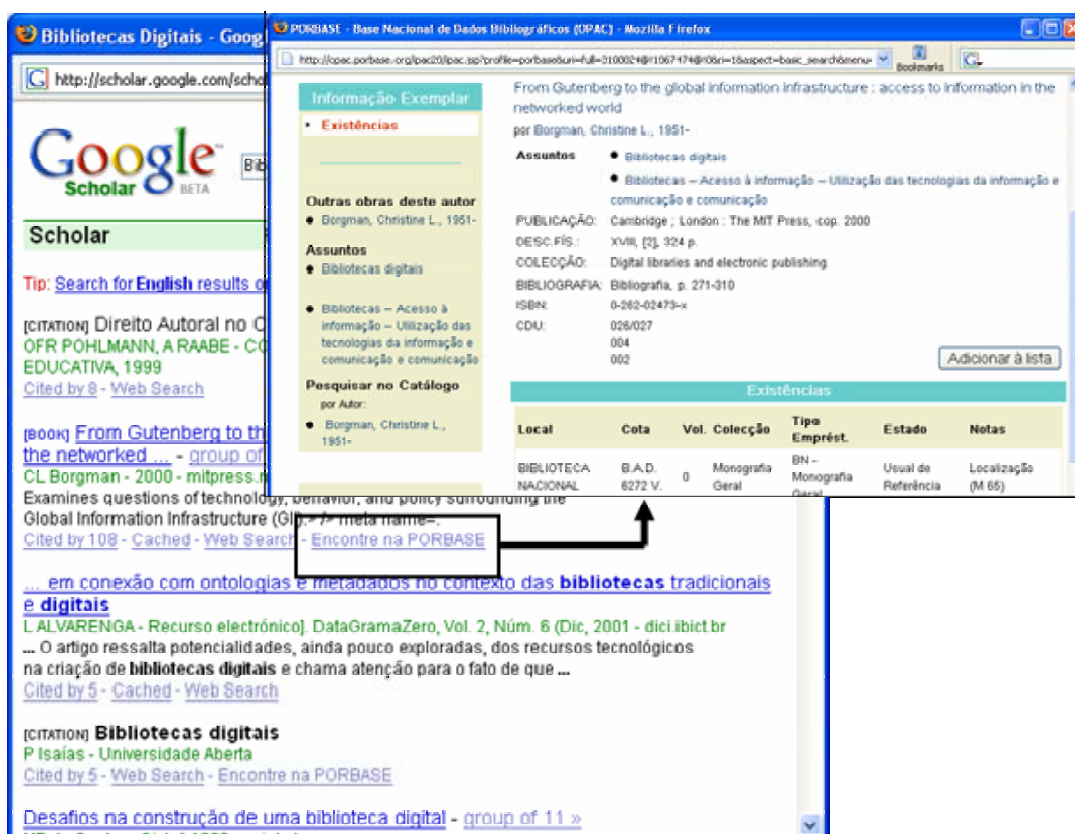 Bibliotecas Digitais - Goog
http://scholar.google.com/scho
Google
Scholar BETA
Bib
Scholar
Tip: Search for English results o
[CITATION] Direito Autoral no C
OFR POHLMANN, A RAABE - CO
EDUCATIVA, 1999
Cited by 8 - Web Search
[BOOK] From Gutenberg to th
the networked ... - group of
CL Borgman - 2000 - mitpress.m
Examines questions of technology, behavior, and policy surrounding the
Global Information Infrastructure (GII). > /> meta name=.
Cited by 108 - Cached - Web Search - Encontre na PORBASE
... em conexão com ontologias e metadados no contexto das bibliotecas tradicionais
e digitais
L ALVARENGA - Recurso electrónico]. DataGramaZero, Vol. 2, Núm. 6 (Dic, 2001 - dici.ibict.br
... O artigo ressalta potencialidades, ainda pouco exploradas, dos recursos tecnológicos
na criação de bibliotecas digitais e chama atenção para o fato de que ...
Cited by 5 - Cached - Web Search
[CITATION] Bibliotecas digitais
P Isaías - Universidade Aberta
Cited by 5 - Web Search - Encontre na PORBASE
Desafios na construção de uma biblioteca digital - group of 11 »
PORBASE - Base Nacional de Dados Bibliográficos (OPAC) - Mozilla Firefox
Bookmarks
Informação Exemplar
Existências
Outras obras deste autor
Borgman, Christine L., 1951-
Assuntos
Bibliotecas digitais
Bibliotecas – Acesso à
informação – Utilização das
tecnologias da informação e
comunicação e comunicação
Pesquisar no Catálogo
por Autor:
Borgman, Christine L.,
1951-
From Gutenberg to the global information infrastructure : access to information in the
networked world
por Borgman, Christine L., 1951-
Assuntos
Bibliotecas digitais
Bibliotecas – Acesso à informação – Utilização das tecnologias da informação e
comunicação e comunicação
PUBLICAÇÃO: Cambridge ; London : The MIT Press, cop. 2000
DESC.FÍS.: XVIII, [2], 324 p.
COLECÇÃO: Digital libraries and electronic publishing
BIBLIOGRAFIA: Bibliografia, p. 271-310
ISBN: 0-262-02473-x
CDU: 026/027
004
002
Adicionar à lista
Existências
Local Cota Vol. Colecção Tipo Emprést. Estado Notas
BIBLIOTECA NACIONAL B.A.D. 6272 V. 0 Monografia Geral BN – Monografia Geral Usual de Referência Localização (M 65)